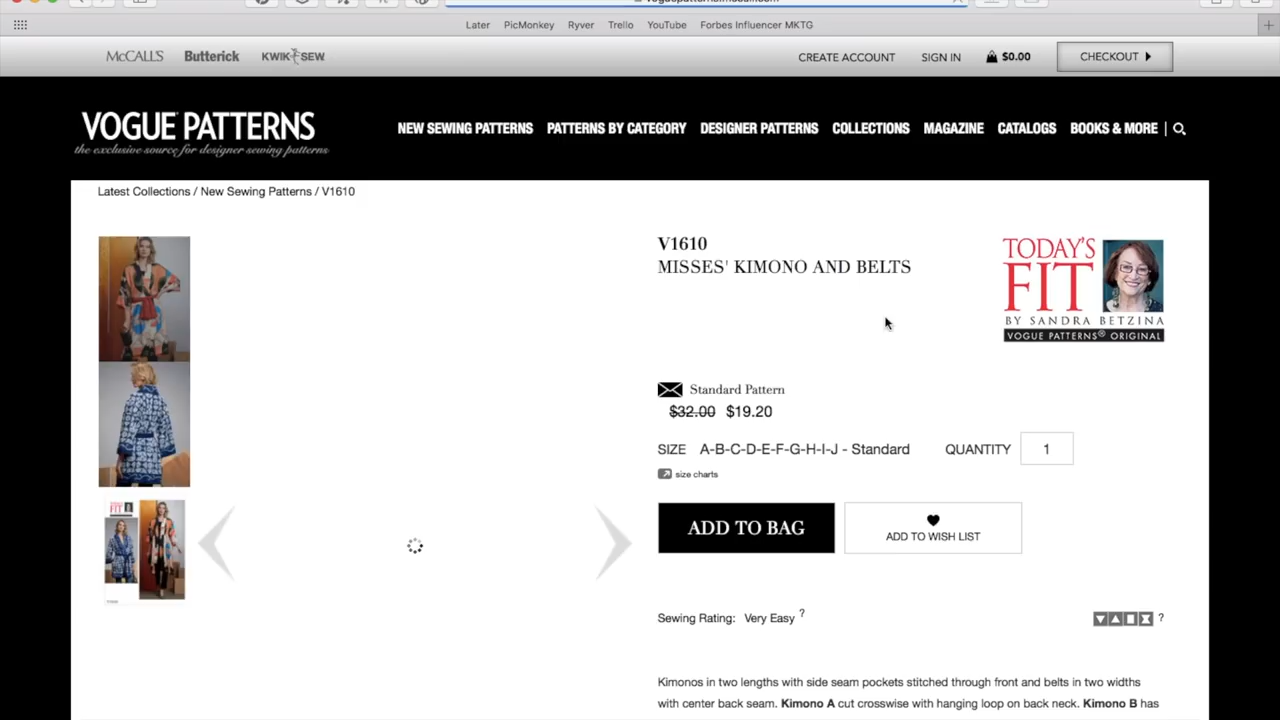 Later PicMonkey Ryver Trello YouTube Forbes Influencer MKTG
McCALL'S Butterick KWIK SEW CREATE ACCOUNT SIGN IN $0.00 CHECKOUT
VOGUE PATTERNS
the exclusive source for designer sewing patterns
NEW SEWING PATTERNS PATTERNS BY CATEGORY DESIGNER PATTERNS COLLECTIONS MAGAZINE CATALOGS BOOKS & MORE
Latest Collections / New Sewing Patterns / V1610
V1610
MISSES' KIMONO AND BELTS
TODAY'S
FIT
BY SANDRA BETZINA
VOGUE PATTERNS® ORIGINAL
Standard Pattern
$32.00 $19.20
SIZE A-B-C-D-E-F-G-H-I-J - Standard QUANTITY 1
size charts
ADD TO BAG
ADD TO WISH LIST
Sewing Rating: Very Easy ?
?
Kimonos in two lengths with side seam pockets stitched through front and belts in two widths
with center back seam. Kimono A cut crosswise with hanging loop on back neck. Kimono B has